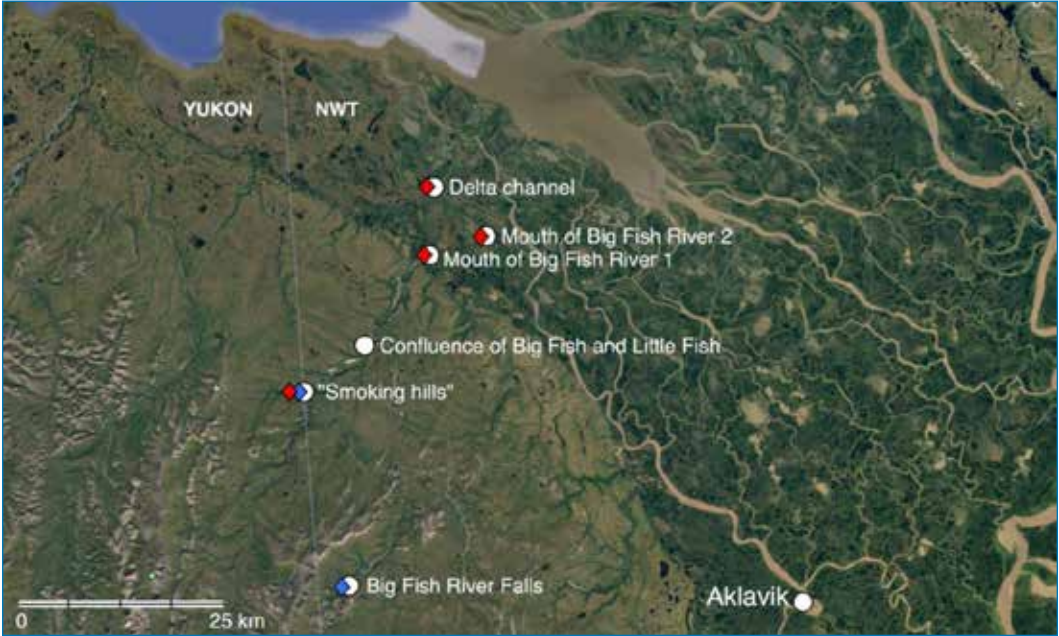 YUKON
NWT
Delta channel
Mouth of Big Fish River 2
Mouth of Big Fish River 1
Confluence of Big Fish and Little Fish
"Smoking hills"
Big Fish River Falls
Aklavik
0
25 km